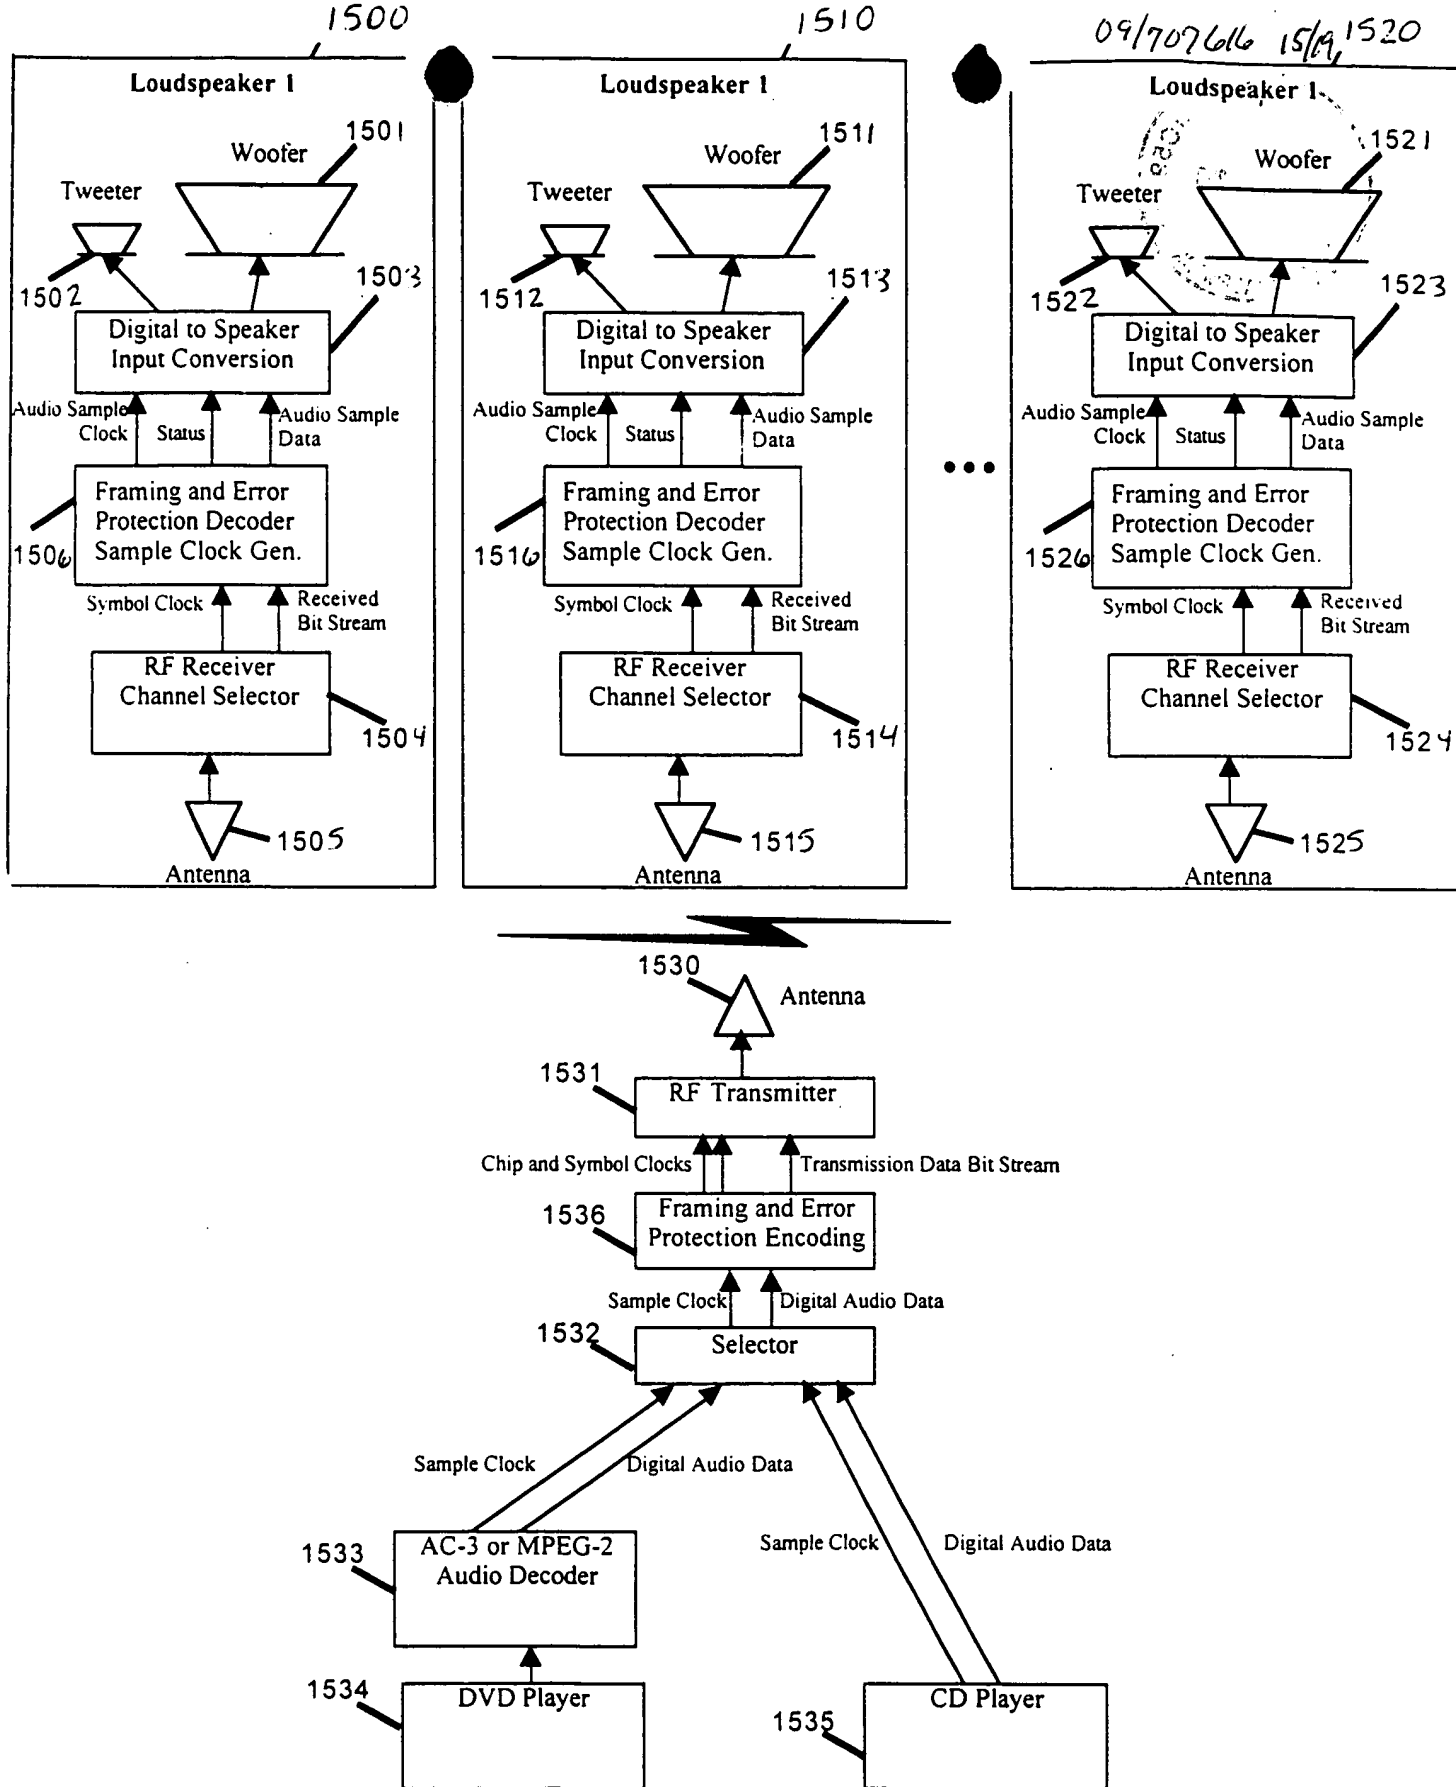 1500
1510
09/707616 15/19
1520
Loudspeaker 1
Loudspeaker 1
Loudspeaker 1
1501
Woofer
Tweeter
1502
1503
Digital to Speaker
Input Conversion
Audio Sample
Clock
Status
Audio Sample
Data
Framing and Error
Protection Decoder
Sample Clock Gen.
1506
Symbol Clock
Received
Bit Stream
RF Receiver
Channel Selector
1504
1505
Antenna
1511
Woofer
Tweeter
1512
1513
Digital to Speaker
Input Conversion
Audio Sample
Clock
Status
Audio Sample
Data
Framing and Error
Protection Decoder
Sample Clock Gen.
1516
Symbol Clock
Received
Bit Stream
RF Receiver
Channel Selector
1514
1515
Antenna
•••
1521
Woofer
Tweeter
1522
1523
Digital to Speaker
Input Conversion
Audio Sample
Clock
Status
Audio Sample
Data
Framing and Error
Protection Decoder
Sample Clock Gen.
1526
Symbol Clock
Received
Bit Stream
RF Receiver
Channel Selector
1524
1525
Antenna
1530
Antenna
1531
RF Transmitter
Chip and Symbol Clocks
Transmission Data Bit Stream
1536
Framing and Error
Protection Encoding
Sample Clock
Digital Audio Data
1532
Selector
Sample Clock
Digital Audio Data
Sample Clock
Digital Audio Data
1533
AC-3 or MPEG-2
Audio Decoder
1534
DVD Player
1535
CD Player